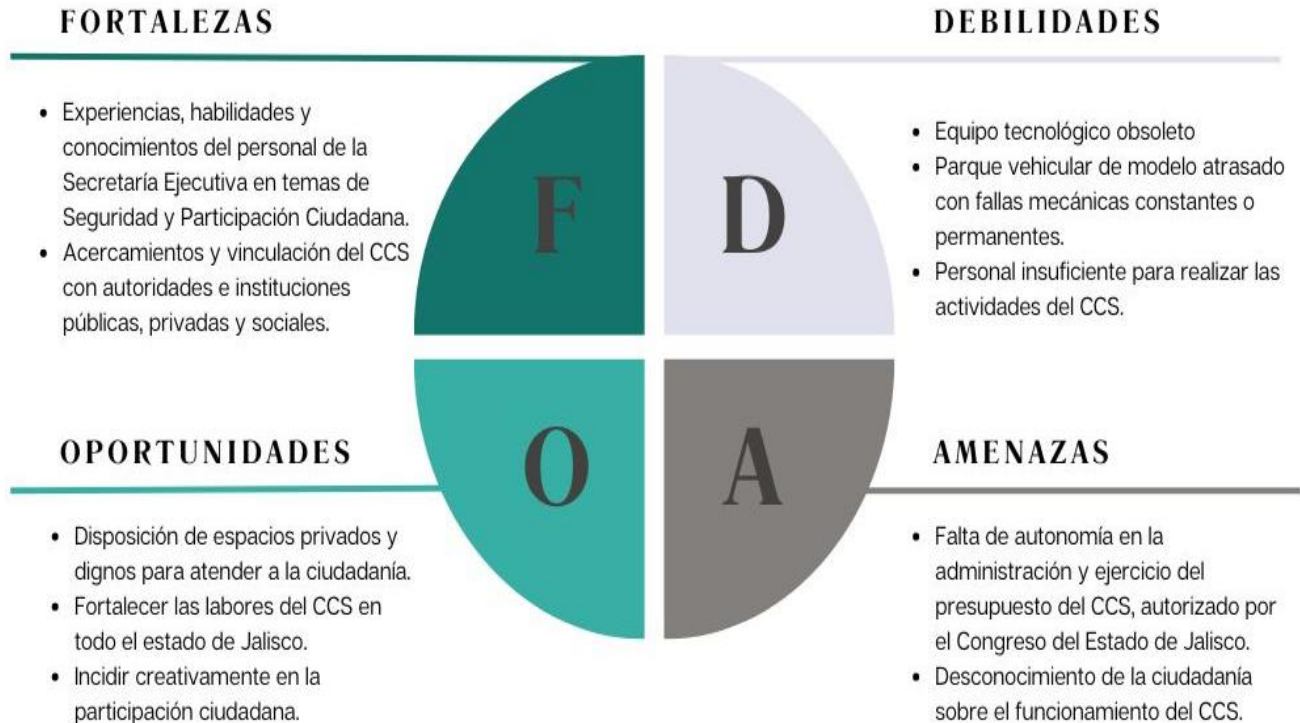 FORTALEZAS
• Experiencias, habilidades y
conocimientos del personal de la
Secretaría Ejecutiva en temas de
Seguridad y Participación Ciudadana.
• Acercamientos y vinculación del CCS
con autoridades e instituciones
públicas, privadas y sociales.
F
DEBILIDADES
• Equipo tecnológico obsoleto
• Parque vehicular de modelo atrasado
con fallas mecánicas constantes o
permanentes.
• Personal insuficiente para realizar las
actividades del CCS.
D
OPORTUNIDADES
• Disposición de espacios privados y
dignos para atender a la ciudadanía.
• Fortalecer las labores del CCS en
todo el estado de Jalisco.
• Incidir creativamente en la
participación ciudadana.
O
AMENAZAS
• Falta de autonomía en la
administración y ejercicio del
presupuesto del CCS, autorizado por
el Congreso del Estado de Jalisco.
• Desconocimiento de la ciudadanía
sobre el funcionamiento del CCS.
A